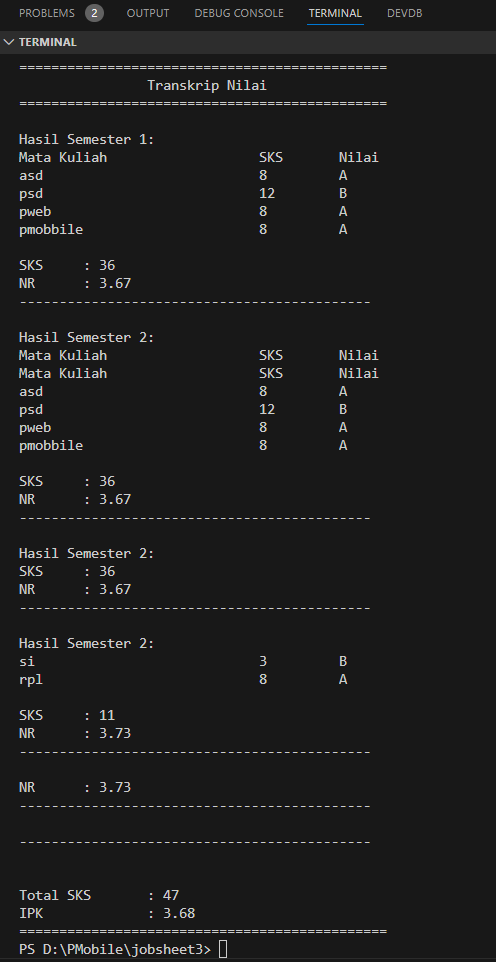 PROBLEMS 2 OUTPUT DEBUG CONSOLE TERMINAL DEVDB
TERMINAL
==============================================
Transkrip Nilai
==============================================
Hasil Semester 1:
Mata Kuliah SKS Nilai
asd 8 A
psd 12 B
pweb 8 A
pmobbile 8 A
SKS : 36
NR : 3.67
--------------------------------------------
Hasil Semester 2:
Mata Kuliah SKS Nilai
Mata Kuliah SKS Nilai
asd 8 A
psd 12 B
pweb 8 A
pmobbile 8 A
SKS : 36
NR : 3.67
--------------------------------------------
Hasil Semester 2:
SKS : 36
NR : 3.67
--------------------------------------------
Hasil Semester 2:
si 3 B
rpl 8 A
SKS : 11
NR : 3.73
--------------------------------------------
NR : 3.73
--------------------------------------------
--------------------------------------------
Total SKS : 47
IPK : 3.68
==============================================
PS D:\PMobile\jobsheet3>